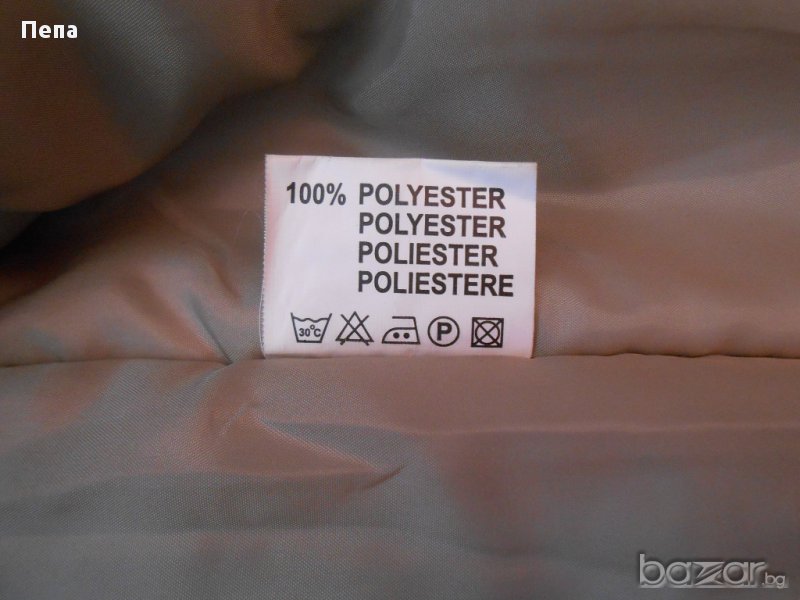 Пепа
100% POLYESTER
POLYESTER
POLIESTER
POLIESTERE
30°C P
bazar.bg